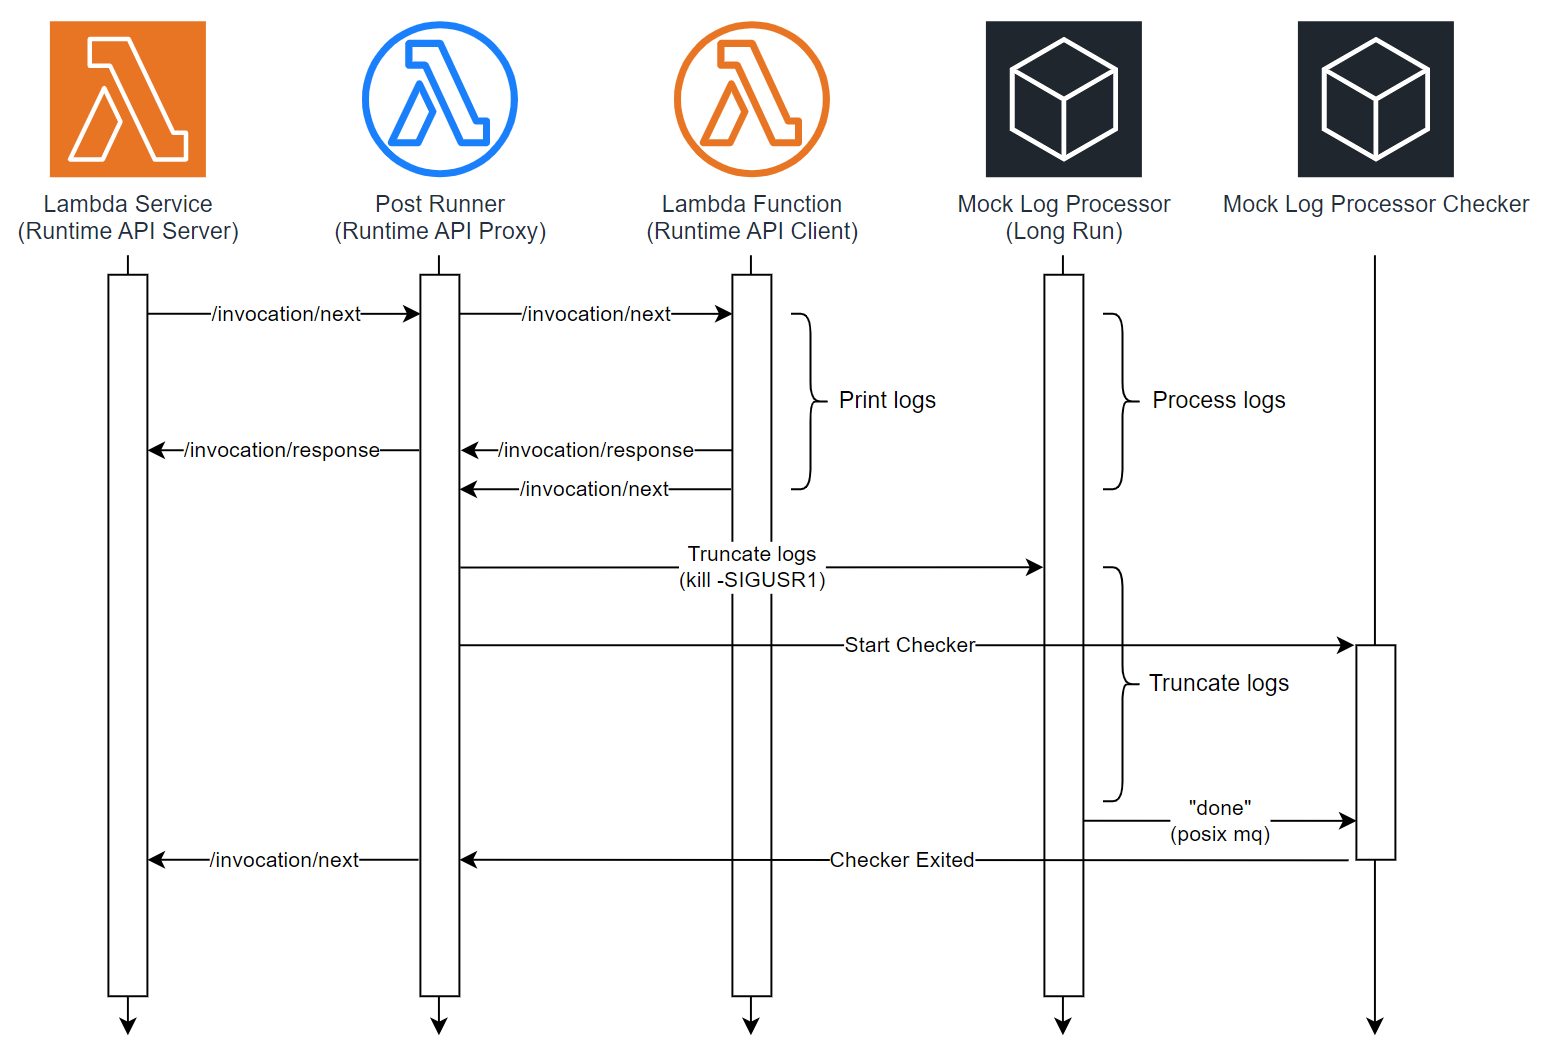 Lambda Service
(Runtime API Server)
Post Runner
(Runtime API Proxy)
Lambda Function
(Runtime API Client)
Mock Log Processor
(Long Run)
Mock Log Processor Checker
/invocation/next
/invocation/next
Print logs
Process logs
/invocation/response
/invocation/response
/invocation/next
Truncate logs
(kill -SIGUSR1)
Start Checker
Truncate logs
"done"
(posix mq)
/invocation/next
Checker Exited